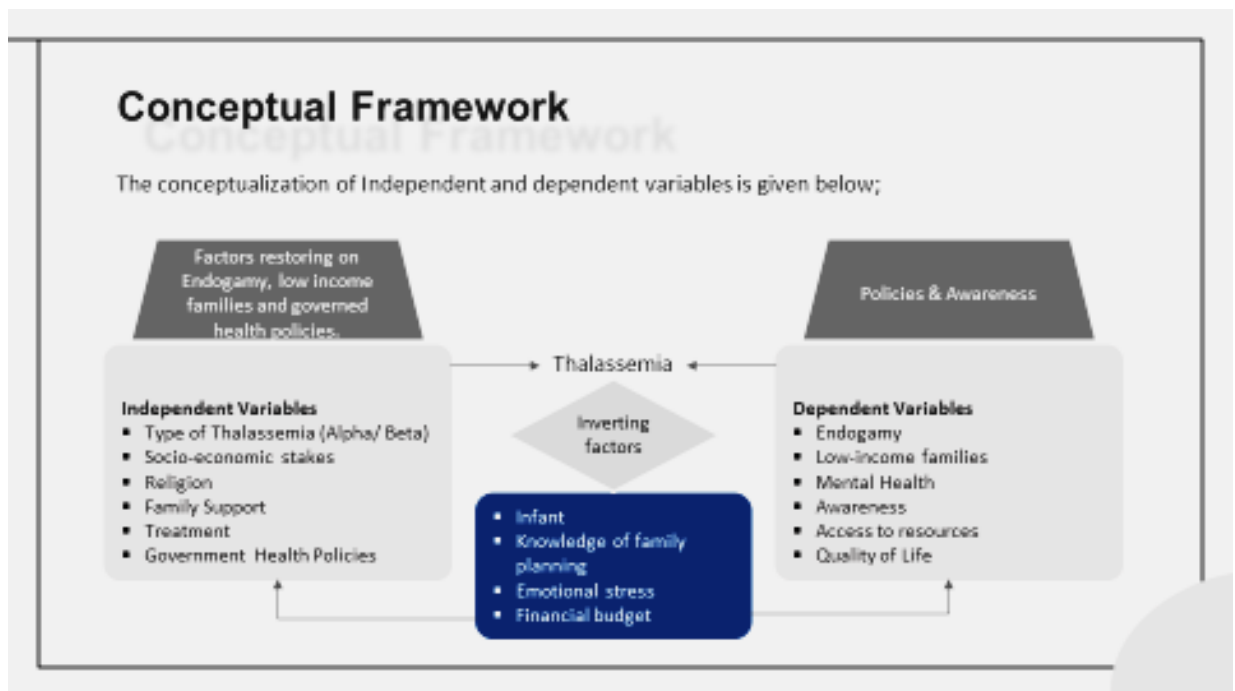 Conceptual Framework
Conceptual Framework
The conceptualization of Independent and dependent variables is given below;
Factors restoring on
Endogamy, low income
families and governed
health policies.
Policies & Awareness
Thalassemia
Independent Variables
▪ Type of Thalassemia (Alpha/ Beta)
▪ Socio-economic stakes
▪ Religion
▪ Family Support
▪ Treatment
▪ Government Health Policies
Inverting
factors
▪ Infant
▪ Knowledge of family
planning
▪ Emotional stress
▪ Financial budget
Dependent Variables
▪ Endogamy
▪ Low-income families
▪ Mental Health
▪ Awareness
▪ Access to resources
▪ Quality of Life